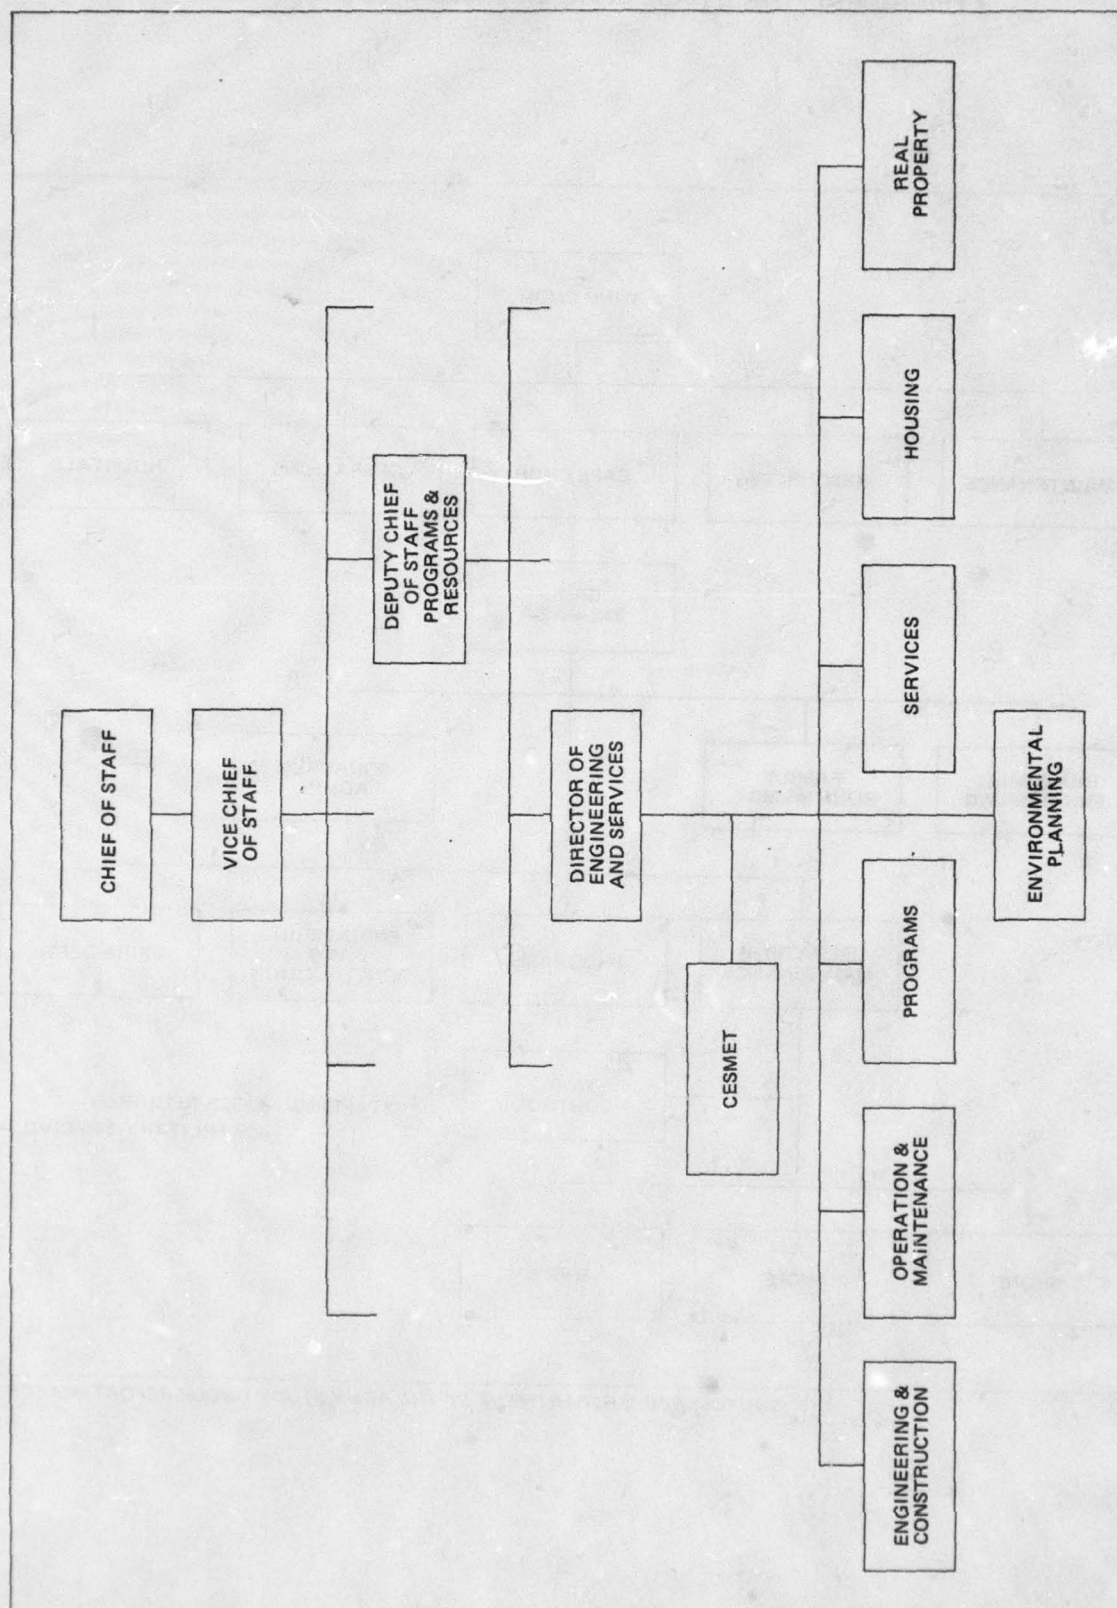 CHIEF OF STAFF
VICE CHIEF
OF STAFF
DEPUTY CHIEF
OF STAFF
PROGRAMS &
RESOURCES
DIRECTOR OF
ENGINEERING
AND SERVICES
CESMET
ENGINEERING &
CONSTRUCTION
OPERATION &
MAINTENANCE
PROGRAMS
SERVICES
HOUSING
REAL
PROPERTY
ENVIRONMENTAL
PLANNING